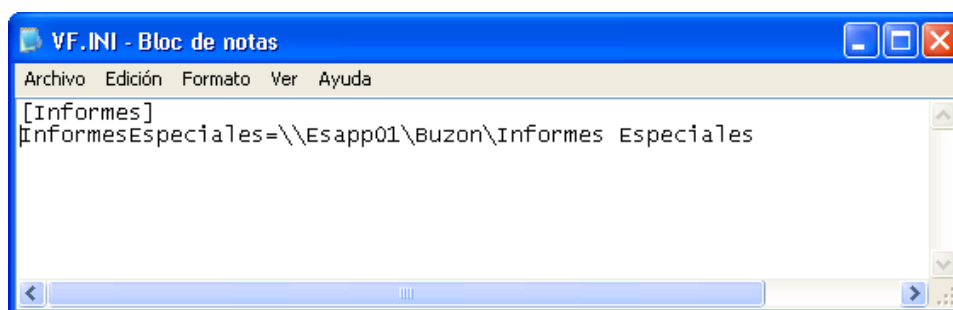 VF.INI - Bloc de notas
Archivo Edición Formato Ver Ayuda
[Informes]
InformesEspeciales=\\Esapp01\Buzon\Informes Especiales